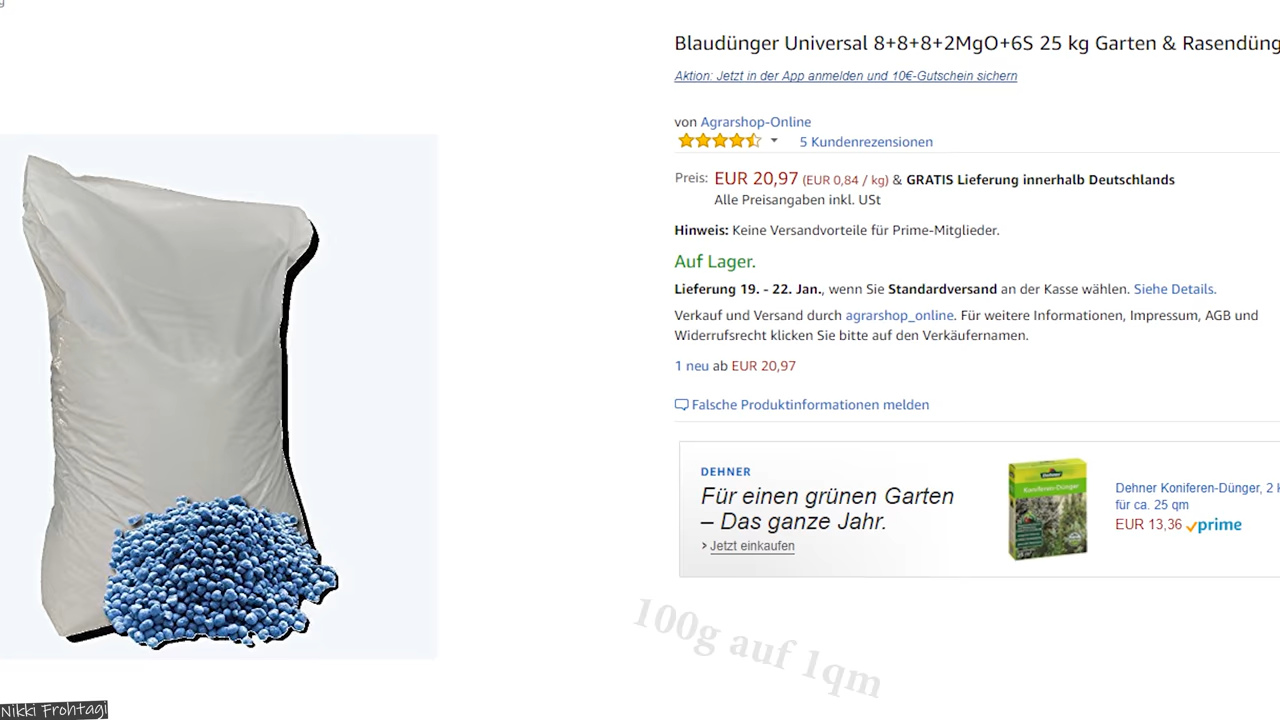 Blaudünger Universal 8+8+8+2MgO+6S 25 kg Garten & Rasendüng
Aktion: Jetzt in der App anmelden und 10€-Gutschein sichern
von Agrarshop-Online
5 Kundenrezensionen
Preis: EUR 20,97 (EUR 0,84 / kg) & GRATIS Lieferung innerhalb Deutschlands
Alle Preisangaben inkl. USt
Hinweis: Keine Versandvorteile für Prime-Mitglieder.
Auf Lager.
Lieferung 19. - 22. Jan., wenn Sie Standardversand an der Kasse wählen. Siehe Details.
Verkauf und Versand durch agrarshop_online. Für weitere Informationen, Impressum, AGB und
Widerrufsrecht klicken Sie bitte auf den Verkäufernamen.
1 neu ab EUR 20,97
Falsche Produktinformationen melden
DEHNER
Für einen grünen Garten
– Das ganze Jahr.
› Jetzt einkaufen
Dehner
Koniferen-Dünger
Dehner Koniferen-Dünger, 2
für ca. 25 qm
EUR 13,36 prime
100g auf 1qm
Nikki Frohtagi